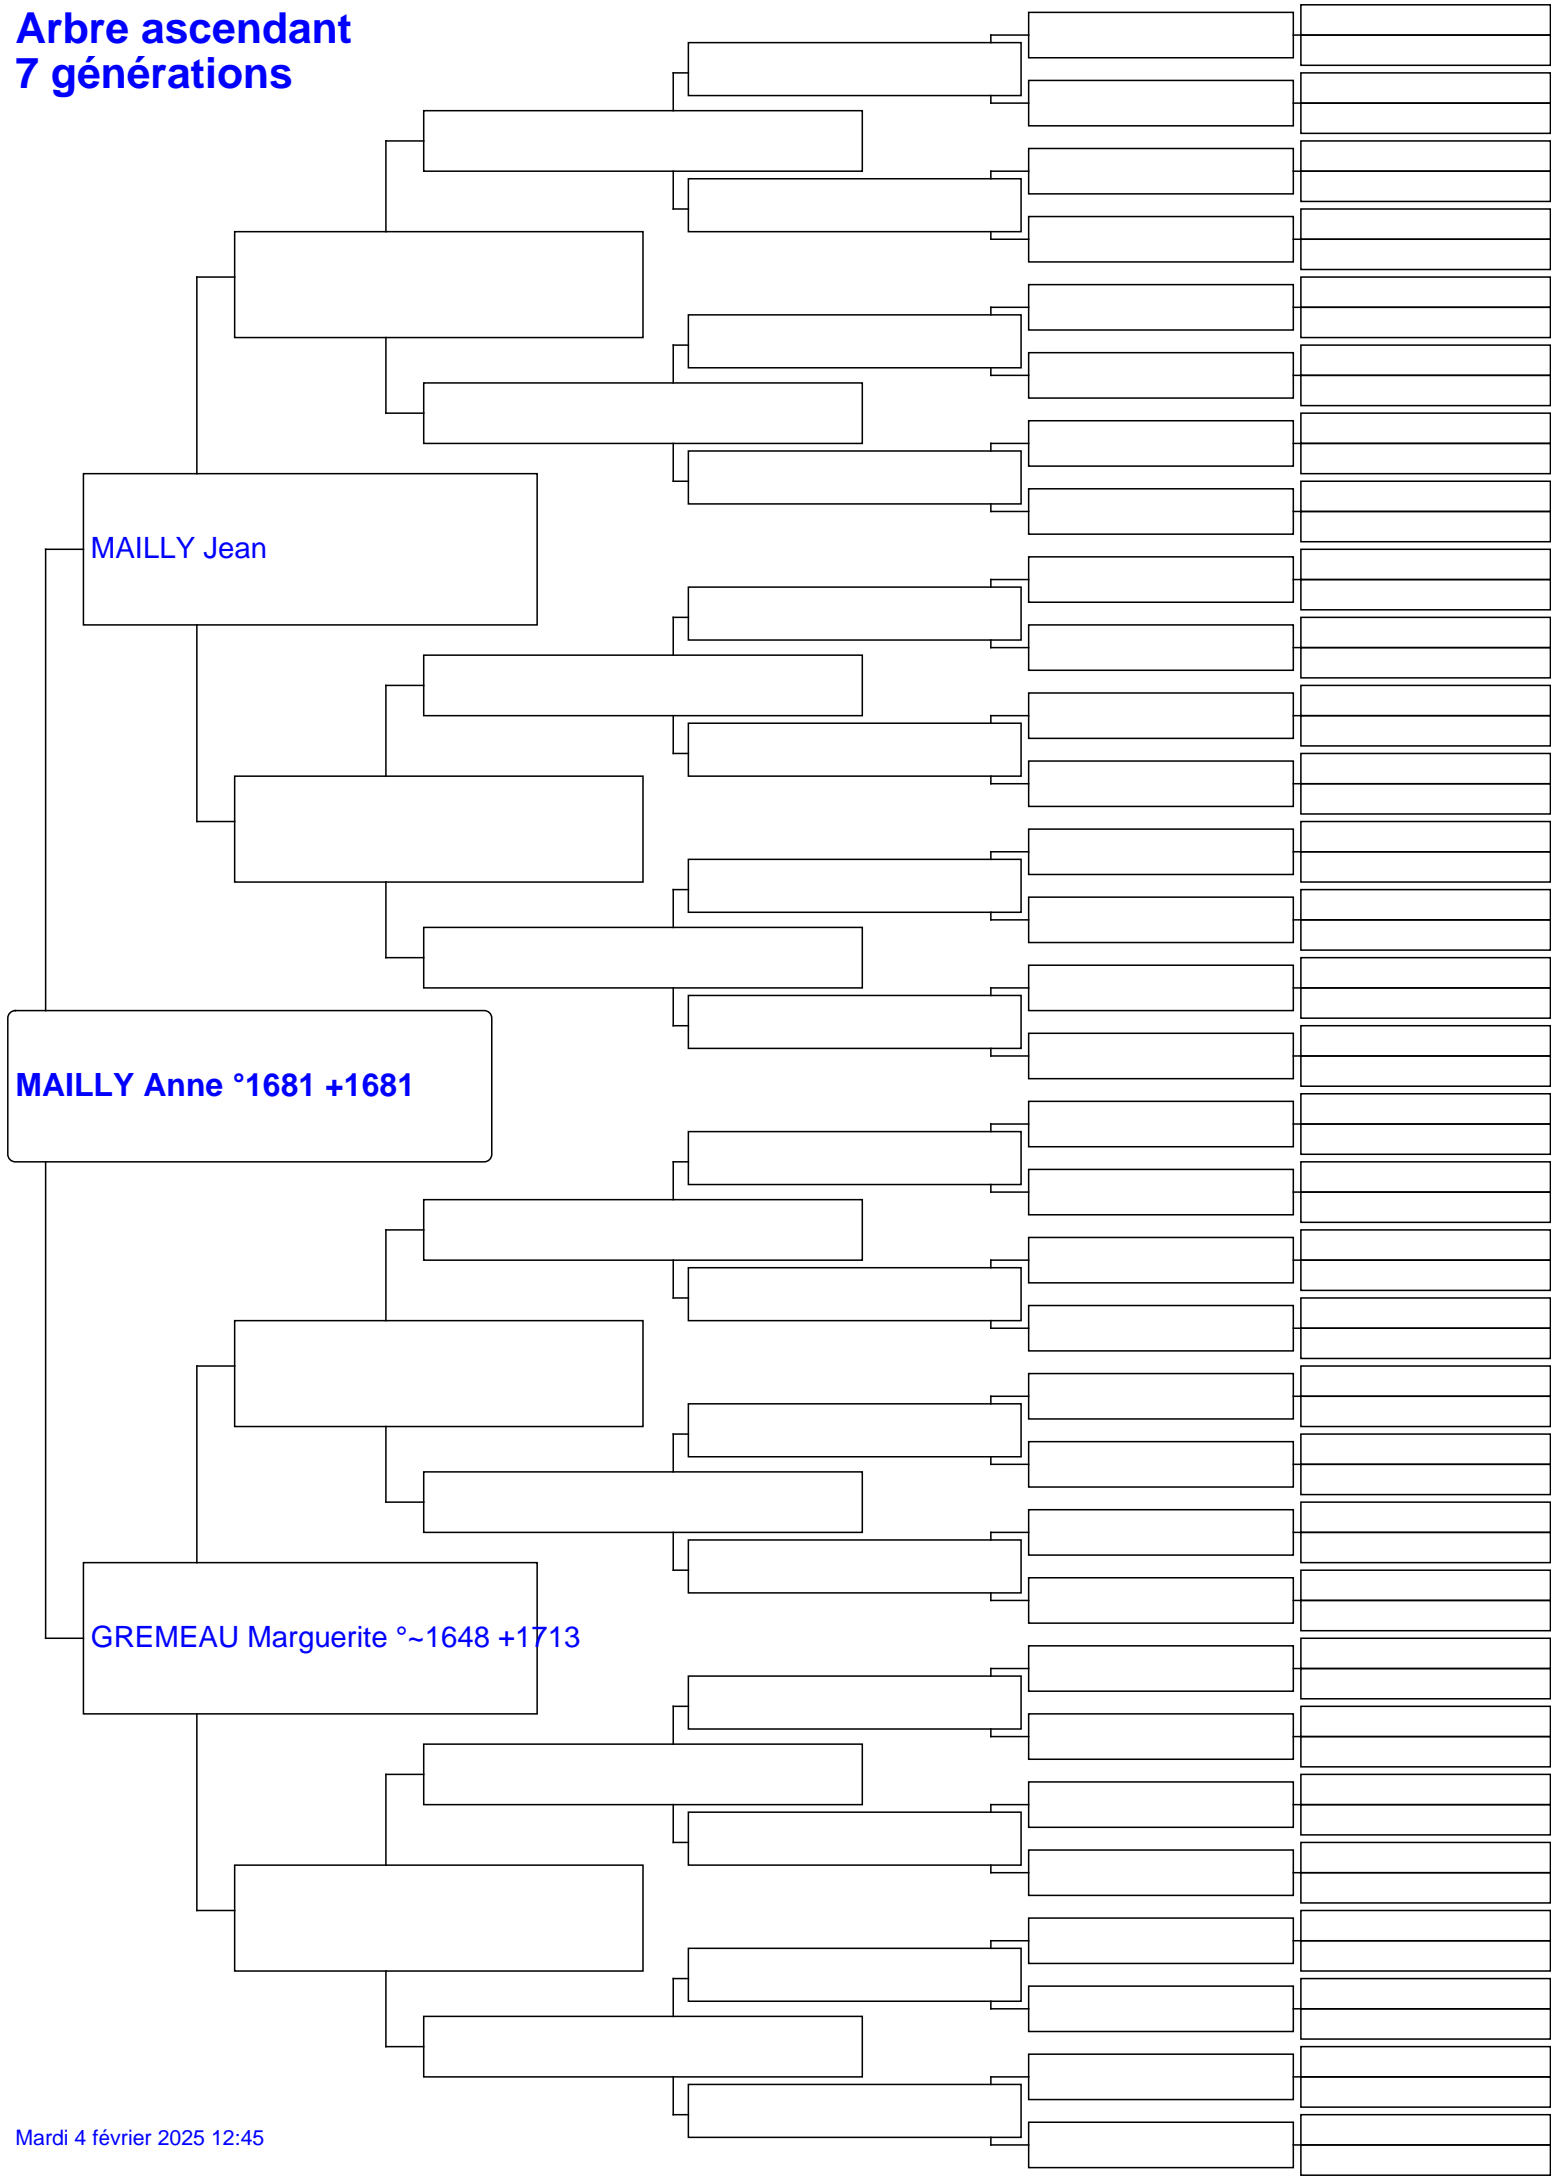 Arbre ascendant
7 générations
MAILLY Jean
MAILLY Anne °1681 +1681
GREMEAU Marguerite °~1648 +1713
Mardi 4 février 2025 12:45